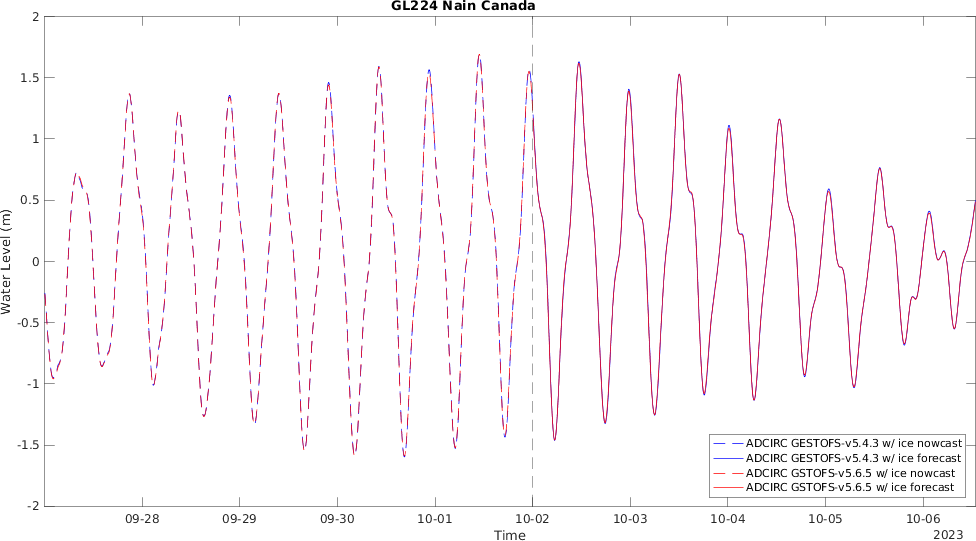 GL224 Nain Canada
2
1.5
1
0.5
0
-0.5
-1
-1.5
-2
Water Level (m)
09-28 09-29 09-30 10-01 10-02 10-03 10-04 10-05 10-06
Time
2023
ADCIRC GESTOFS-v5.4.3 w/ ice nowcast
ADCIRC GESTOFS-v5.4.3 w/ ice forecast
ADCIRC GSTOFS-v5.6.5 w/ ice nowcast
ADCIRC GSTOFS-v5.6.5 w/ ice forecast